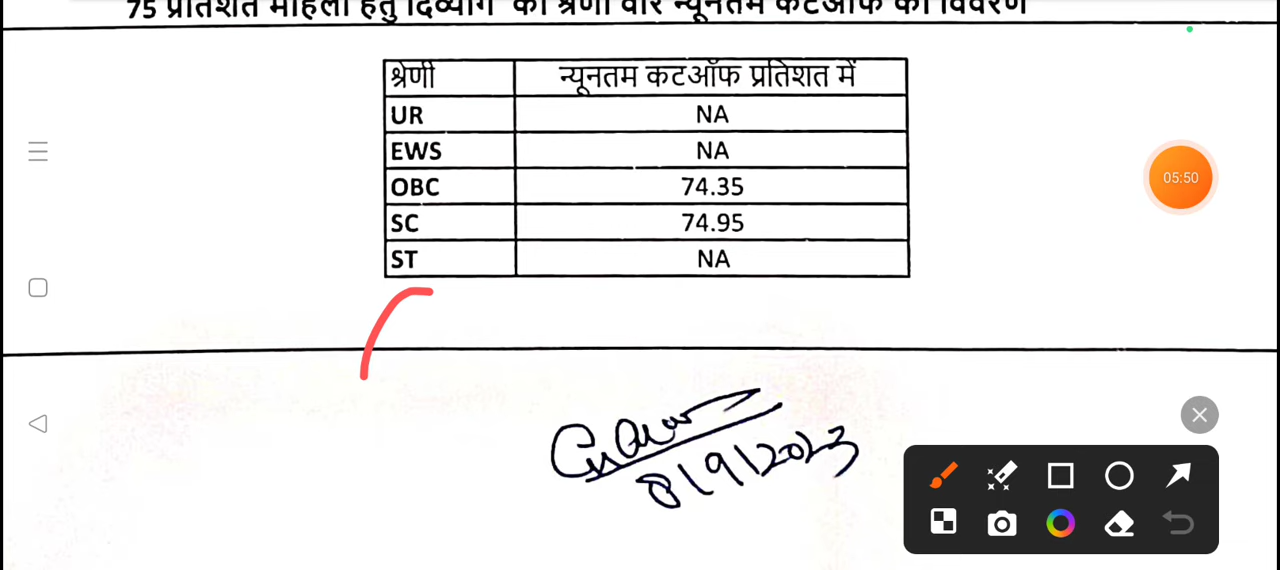 75 प्रतिशत महिला हेतु दिव्यांग की श्रेणी वार न्यूनतम कटऑफ का विवरण
श्रेणी न्यूनतम कटऑफ प्रतिशत में
UR NA
EWS NA
OBC 74.35
SC 74.95
ST NA
05:50
8/9/2023